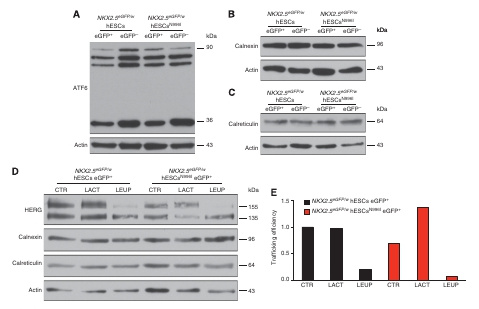 A
NKX2.5eGFP/w hESCs
NKX2.5eGFP/w hESCsN996I
eGFP+ eGFP− eGFP+ eGFP− kDa
90
ATF6
36
Actin 43
B
NKX2.5eGFP/w hESCs
NKX2.5eGFP/w hESCsN996I
eGFP+ eGFP− eGFP+ eGFP− kDa
Calnexin 96
Actin 43
C
NKX2.5eGFP/w hESCs
NKX2.5eGFP/w hESCsN996I
eGFP+ eGFP− eGFP+ eGFP− kDa
Calreticulin 64
Actin 43
D
NKX2.5eGFP/w hESCs eGFP+
NKX2.5eGFP/w hESCsN996I eGFP+
CTR LACT LEUP CTR LACT LEUP kDa
HERG 155
135
Calnexin 96
Calreticulin 64
Actin 43
E
NKX2.5eGFP/w hESCs eGFP+
NKX2.5eGFP/w hESCsN996I eGFP+
Trafficking efficiency
1.5
1.0
0.5
0.0
CTR LACT LEUP CTR LACT LEUP